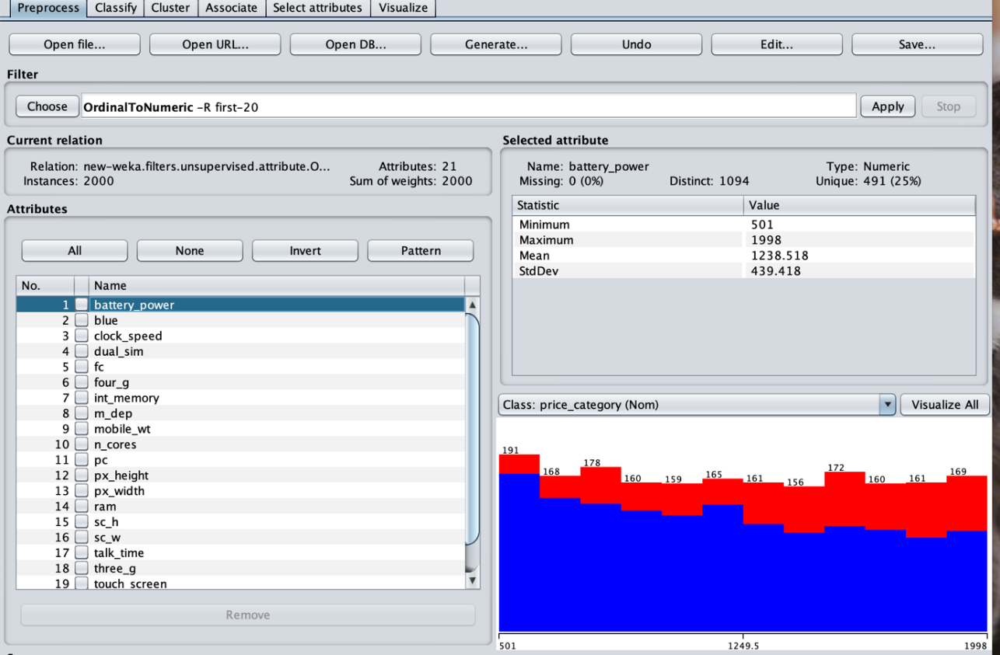 Preprocess Classify Cluster Associate Select attributes Visualize
Open file... Open URL... Open DB... Generate... Undo Edit... Save...
Filter
Choose OrdinalToNumeric -R first-20 Apply Stop
Current relation
Relation: new-weka.filters.unsupervised.attribute.O... Attributes: 21
Instances: 2000 Sum of weights: 2000
Attributes
All None Invert Pattern
No. Name
1 battery_power
2 blue
3 clock_speed
4 dual_sim
5 fc
6 four_g
7 int_memory
8 m_dep
9 mobile_wt
10 n_cores
11 pc
12 px_height
13 px_width
14 ram
15 sc_h
16 sc_w
17 talk_time
18 three_g
19 touch_screen
Remove
Selected attribute
Name: battery_power Type: Numeric
Missing: 0 (0%) Distinct: 1094 Unique: 491 (25%)
Statistic Value
Minimum 501
Maximum 1998
Mean 1238.518
StdDev 439.418
Class: price_category (Nom) Visualize All
191 168 178 160 159 165 161 156 172 160 161 169
501 1249.5 1998